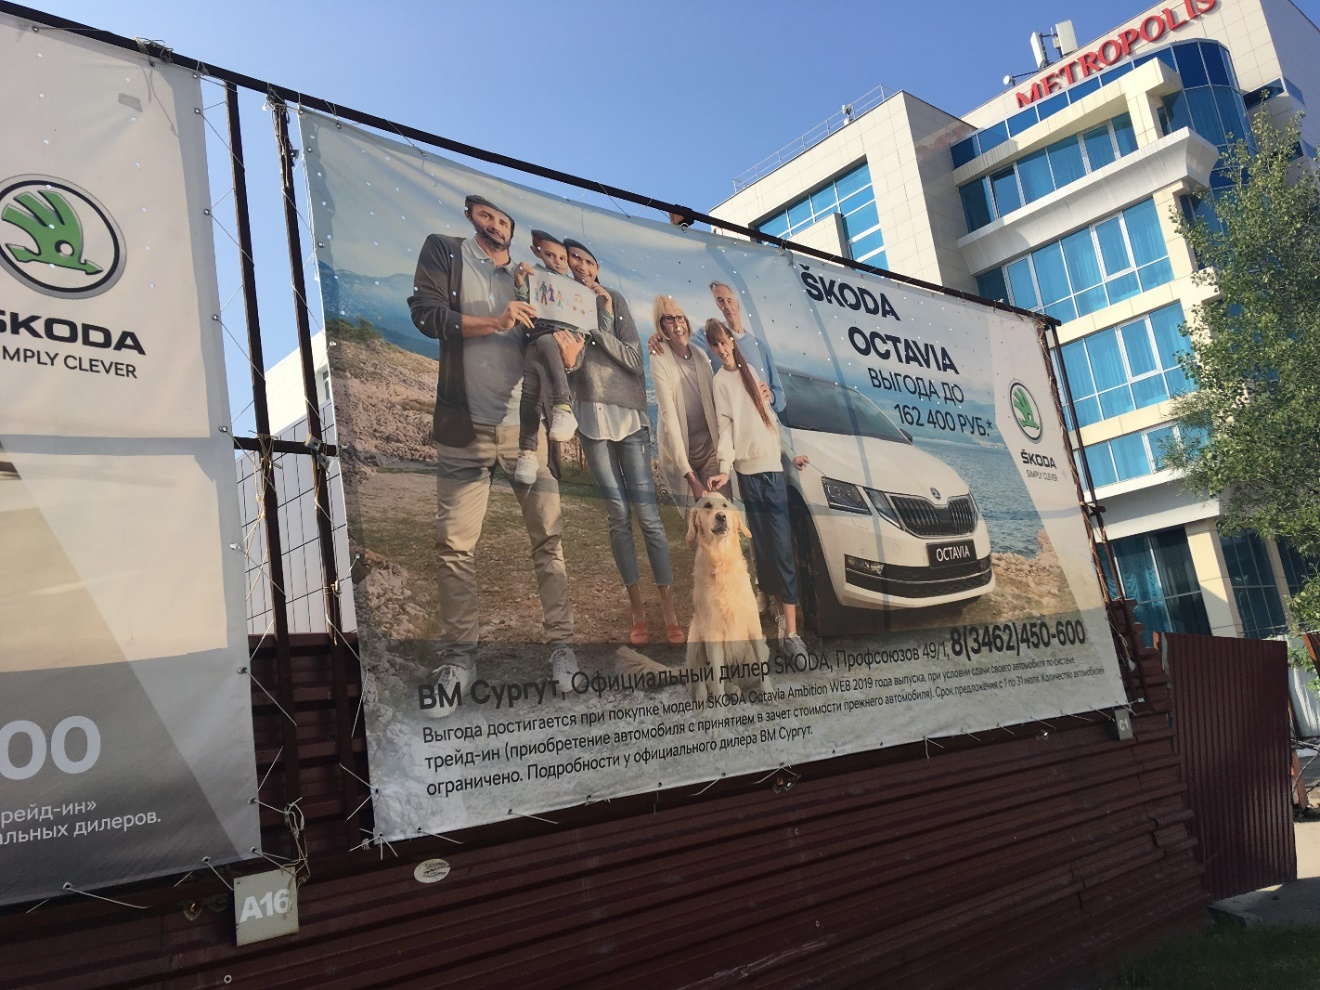 METROPOLIS
ŠKODA
OCTAVIA
ВЫГОДА ДО
162 400 РУБ.*
ŠKODA
SIMPLY CLEVER
OCTAVIA
ВМ Сургут, Официальный дилер ŠKODA, Профсоюзов 49/1, 8(3462)450-600
Выгода достигается при покупке модели ŠKODA Octavia Ambition WEB 2019 года выпуска, при условии сдачи своего автомобиля по системе
трейд-ин (приобретение автомобиля с принятием в зачет стоимости прежнего автомобиля). Срок предложения с 1 по 31 июля. Количество автомобилей
ограничено. Подробности у официального дилера ВМ Сургут.
ŠKODA
SIMPLY CLEVER
00
трейд-ин»
альных дилеров.
A16